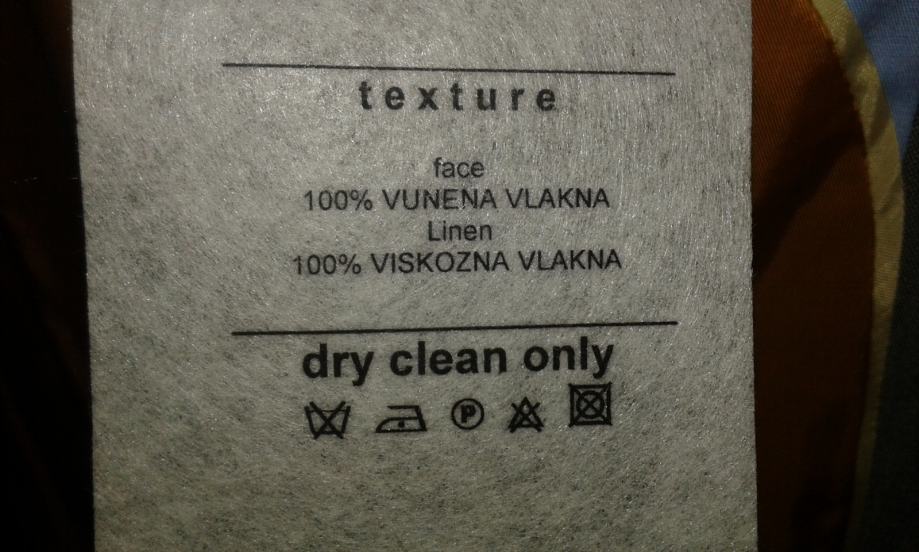 texture
face
100% VUNENA VLAKNA
Linen
100% VISKOZNA VLAKNA
dry clean only
P